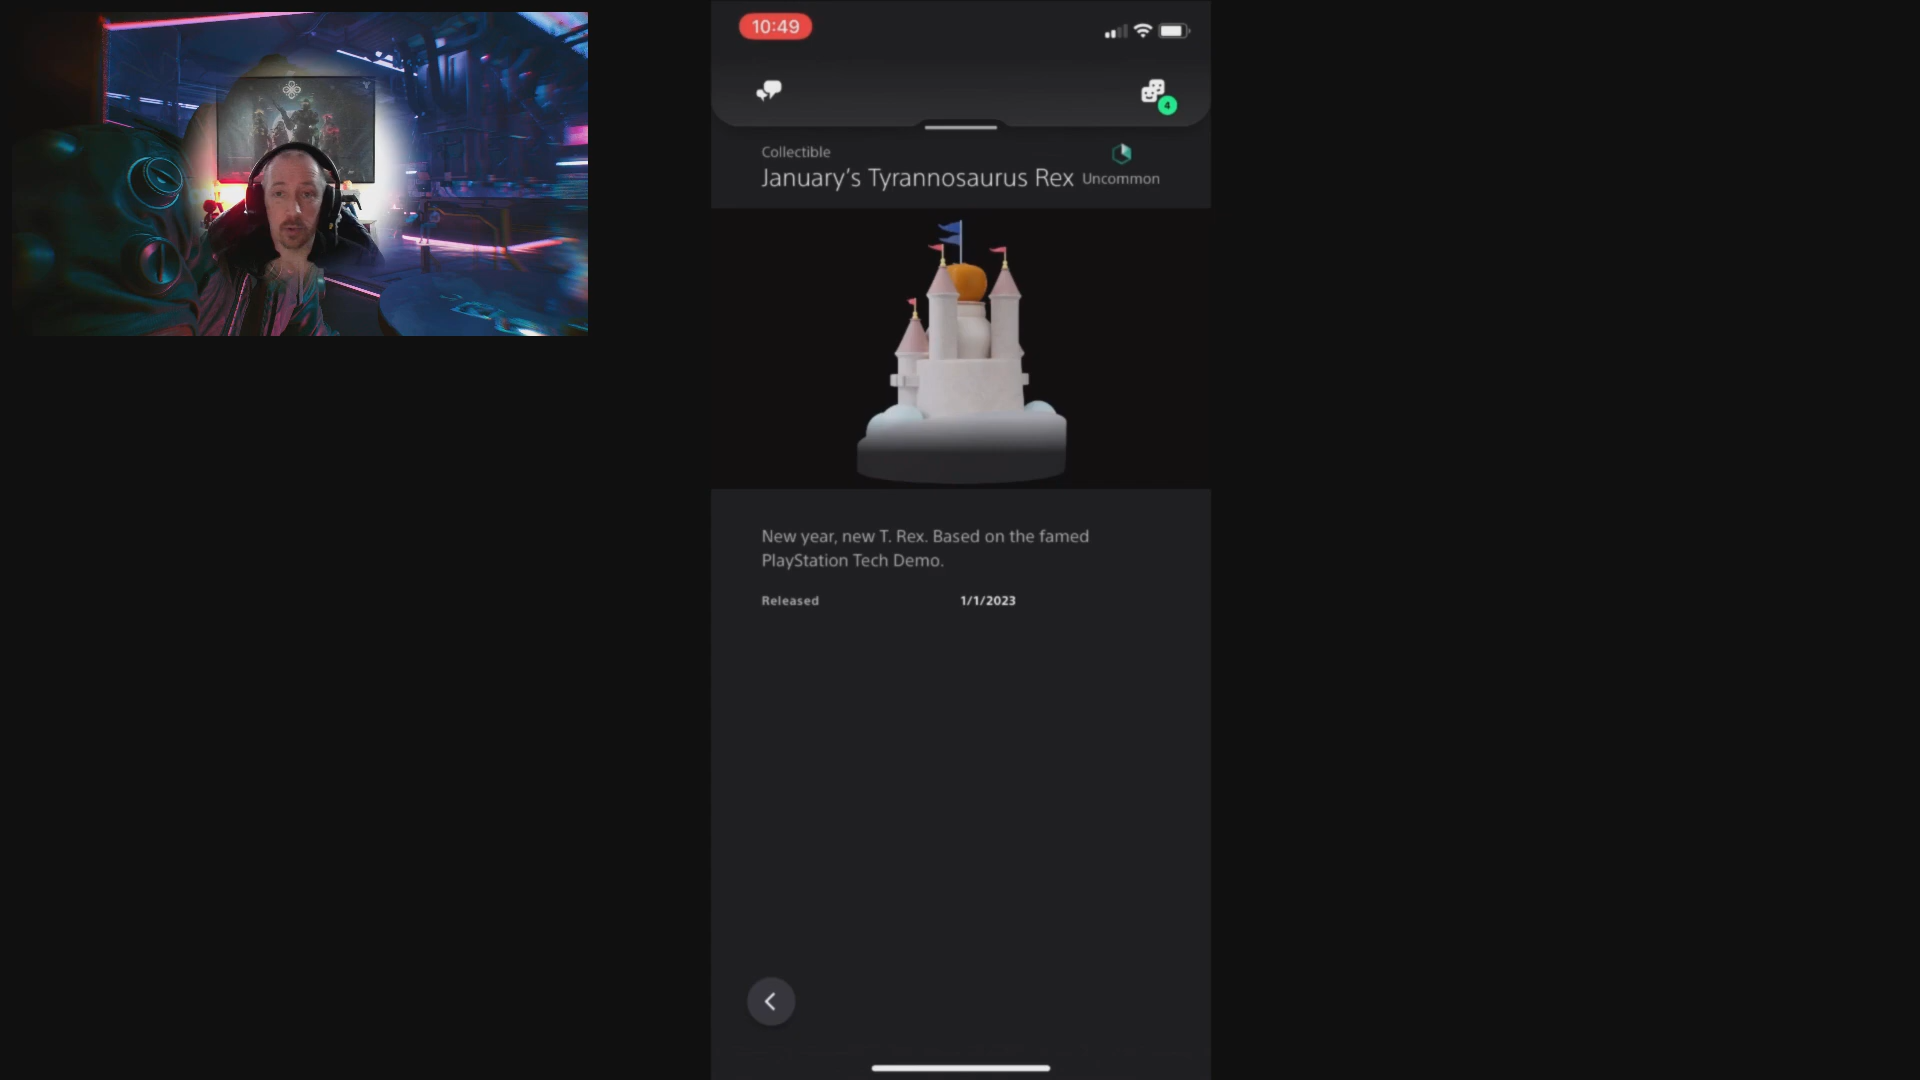 10:49
4
Collectible
January's Tyrannosaurus Rex
Uncommon
New year, new T. Rex. Based on the famed
PlayStation Tech Demo.
Released 1/1/2023